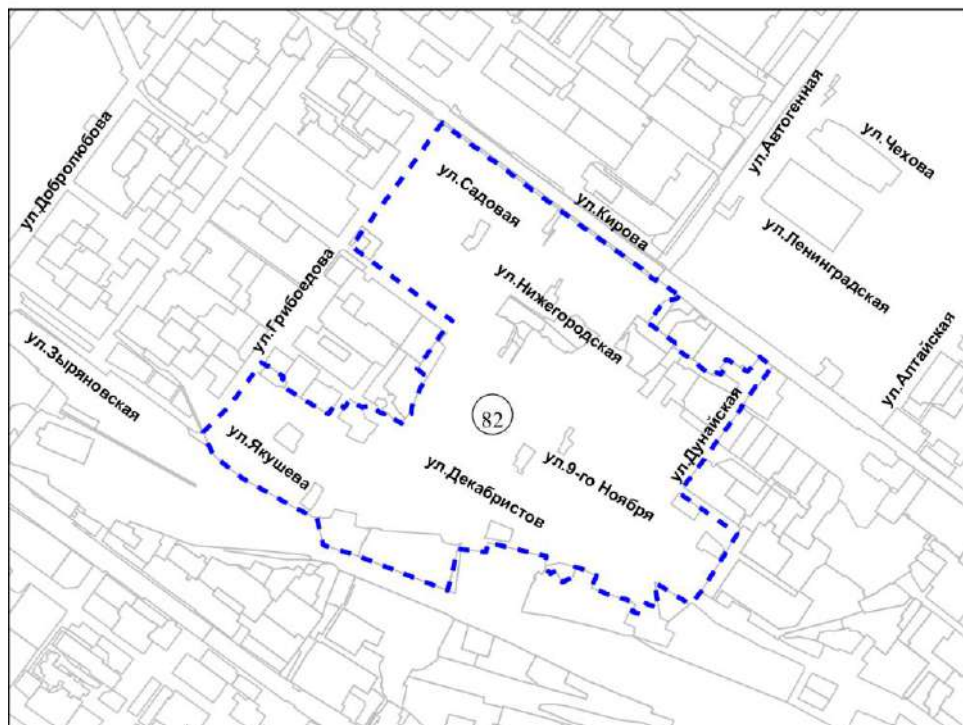 ул.Автогенная
ул.Чехова
ул.Добролюбова
ул.Садовая
ул.Кирова
ул.Ленинградская
ул.Грибоедова
ул.Нижегородская
ул.Зыряновская
ул.Алтайская
ул.Дунайская
82
ул.Якушева
ул.Декабристов
ул.9-го Ноября